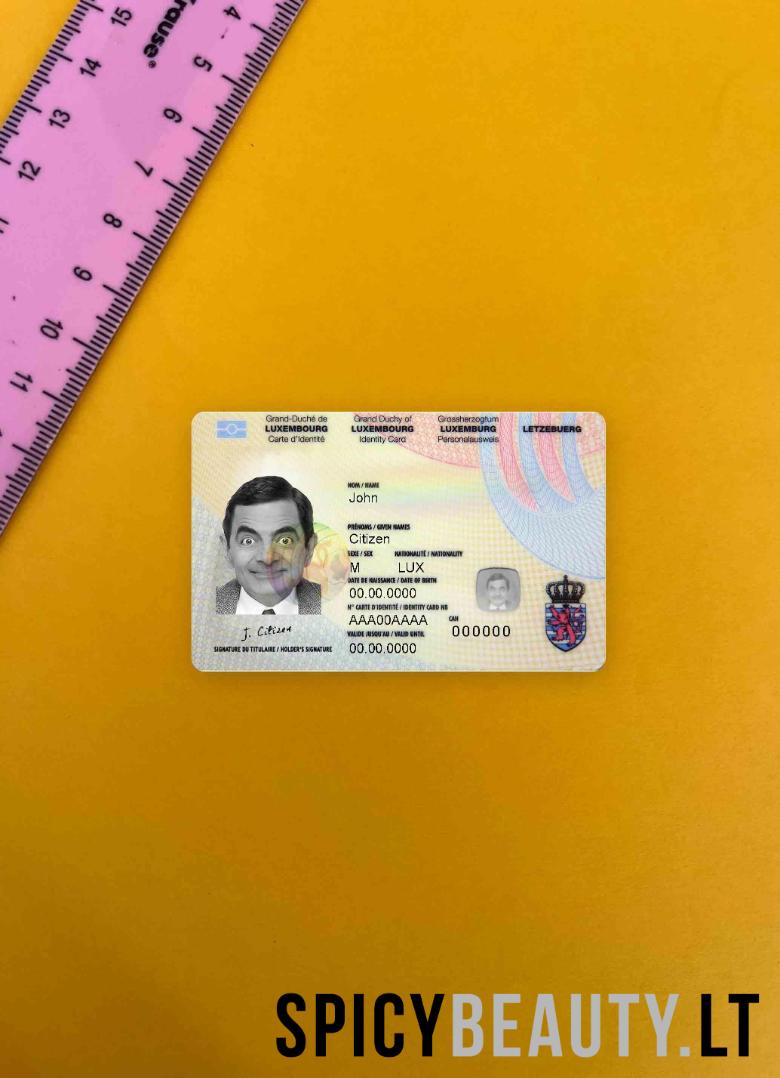 rause®
15
14
13
12
11
10
9
8
7
6
5
4
Grand-Duché de
LUXEMBOURG
Carte d'Identité
Grand Duchy of
LUXEMBOURG
Identity Card
Grossherzogtum
LUXEMBURG
Personalausweis
LETZEBUERG
NOM / NAME
John
PRÉNOMS / GIVEN NAMES
Citizen
SEXE / SEX NATIONALITÉ / NATIONALITY
M LUX
DATE DE NAISSANCE / DATE OF BIRTH
00.00.0000
N° CARTE D'IDENTITÉ / IDENTITY CARD NB
AAA00AAAA
CAN
000000
VALIDE JUSQU'AU / VALID UNTIL
00.00.0000
J. Citizen
SIGNATURE DU TITULAIRE / HOLDER'S SIGNATURE
SPICYBEAUTY.LT